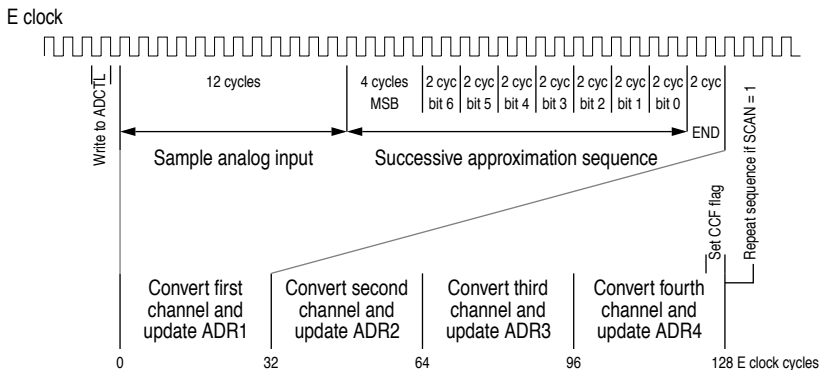 E clock
Write to ADCTL
12 cycles
4 cycles
MSB
2 cyc
bit 6
2 cyc
bit 5
2 cyc
bit 4
2 cyc
bit 3
2 cyc
bit 2
2 cyc
bit 1
2 cyc
bit 0
2 cyc
END
Sample analog input
Successive approximation sequence
Set CCF flag
Repeat sequence if SCAN = 1
Convert first
channel and
update ADR1
Convert second
channel and
update ADR2
Convert third
channel and
update ADR3
Convert fourth
channel and
update ADR4
0
32
64
96
128 E clock cycles